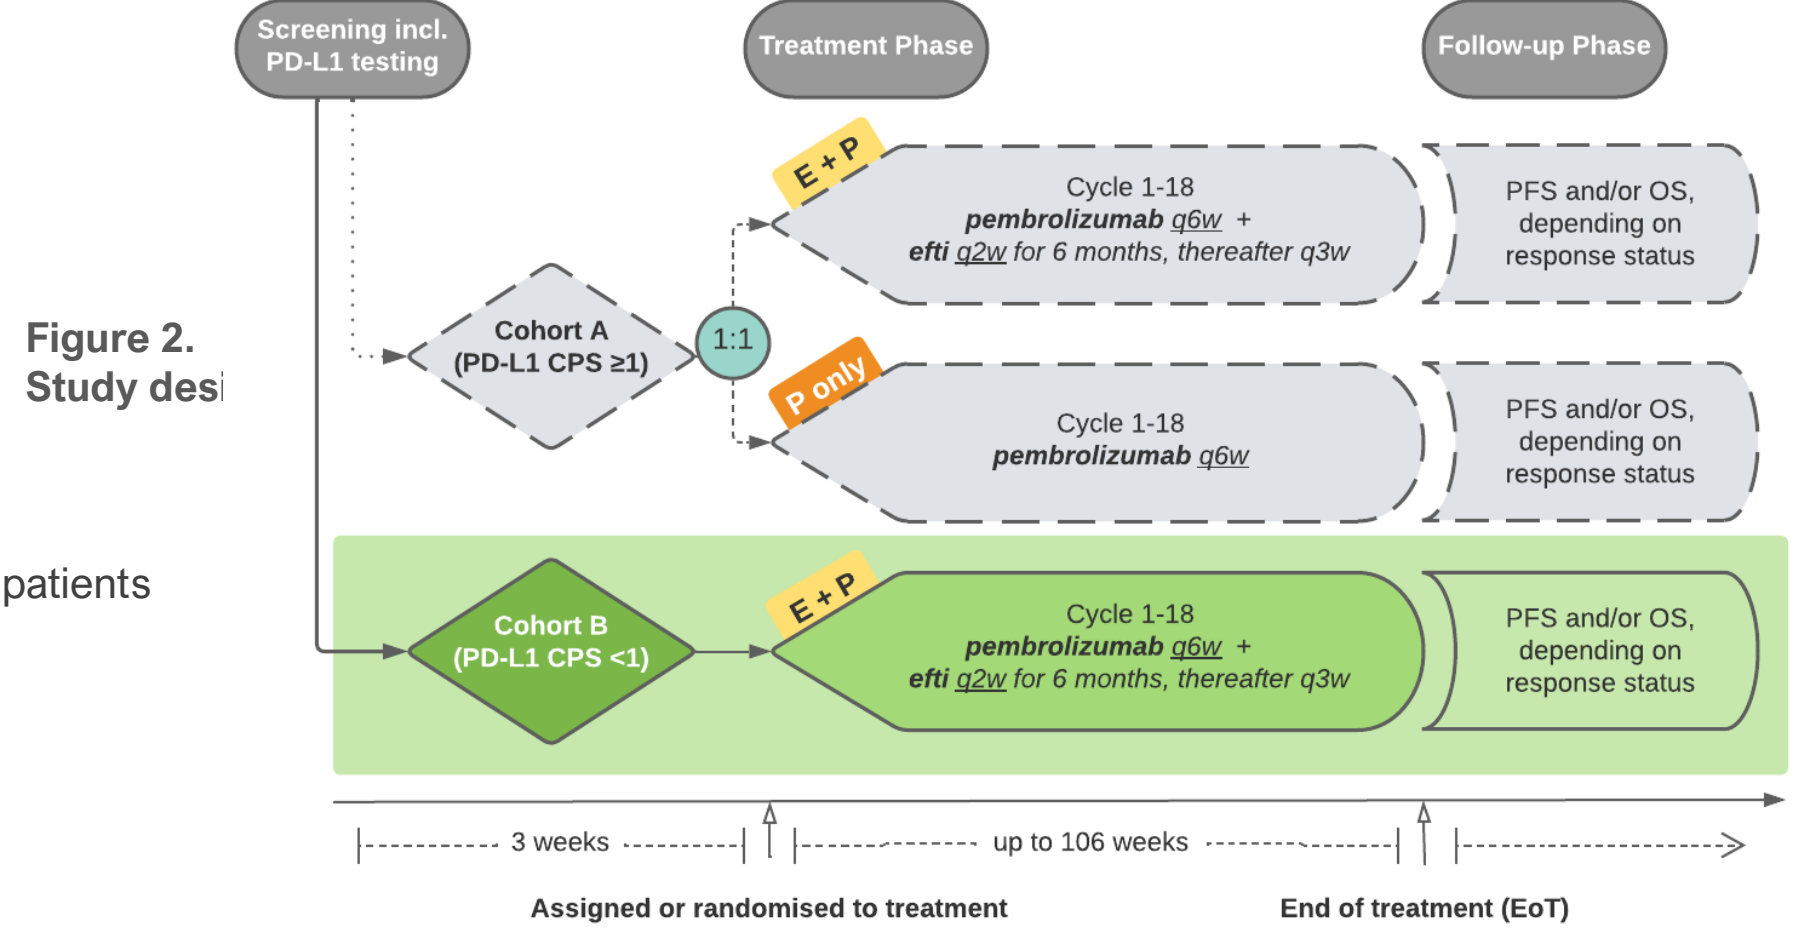 Screening incl.
PD-L1 testing
Treatment Phase
Follow-up Phase
E + P
Cycle 1-18
pembrolizumab q6w +
efti q2w for 6 months, thereafter q3w
PFS and/or OS,
depending on
response status
Figure 2.
Study desi
Cohort A
(PD-L1 CPS ≥1)
1:1
P only
Cycle 1-18
pembrolizumab q6w
PFS and/or OS,
depending on
response status
patients
Cohort B
(PD-L1 CPS <1)
E + P
Cycle 1-18
pembrolizumab q6w +
efti q2w for 6 months, thereafter q3w
PFS and/or OS,
depending on
response status
3 weeks
up to 106 weeks
Assigned or randomised to treatment
End of treatment (EoT)